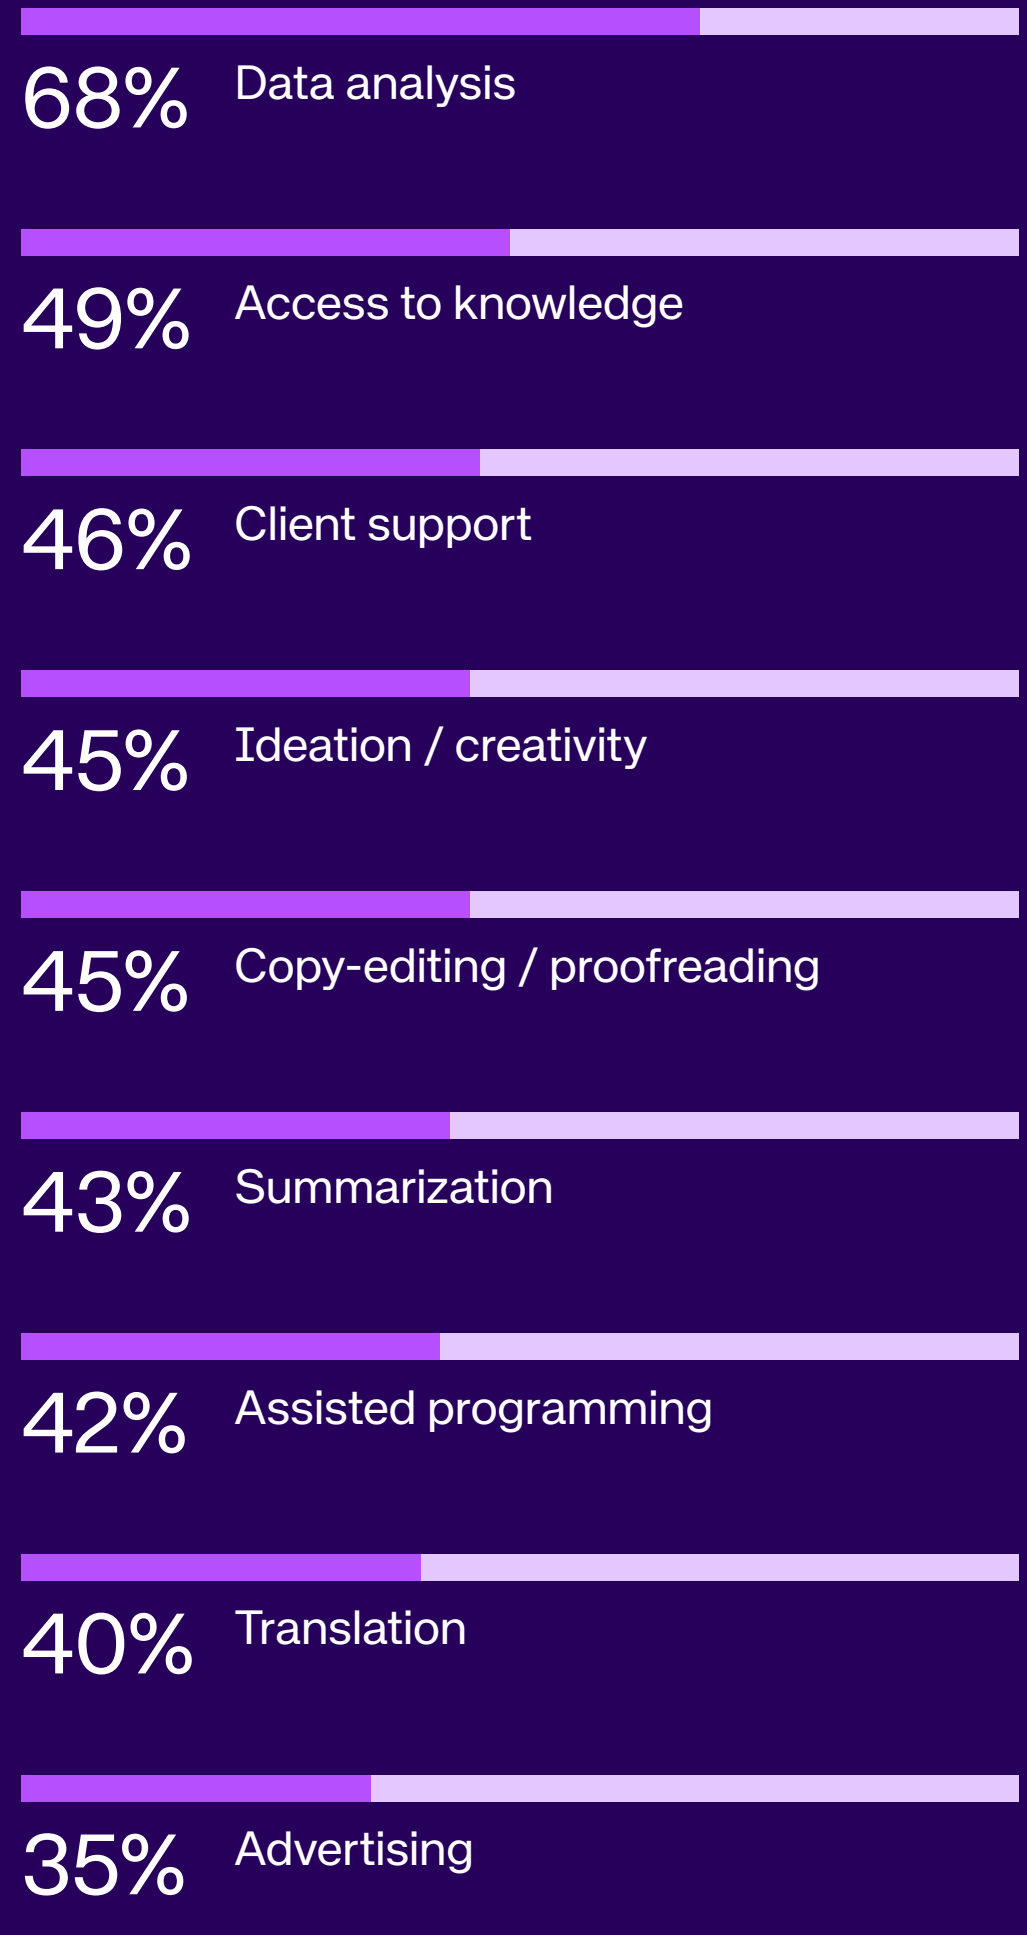 68% Data analysis
49% Access to knowledge
46% Client support
45% Ideation / creativity
45% Copy-editing / proofreading
43% Summarization
42% Assisted programming
40% Translation
35% Advertising